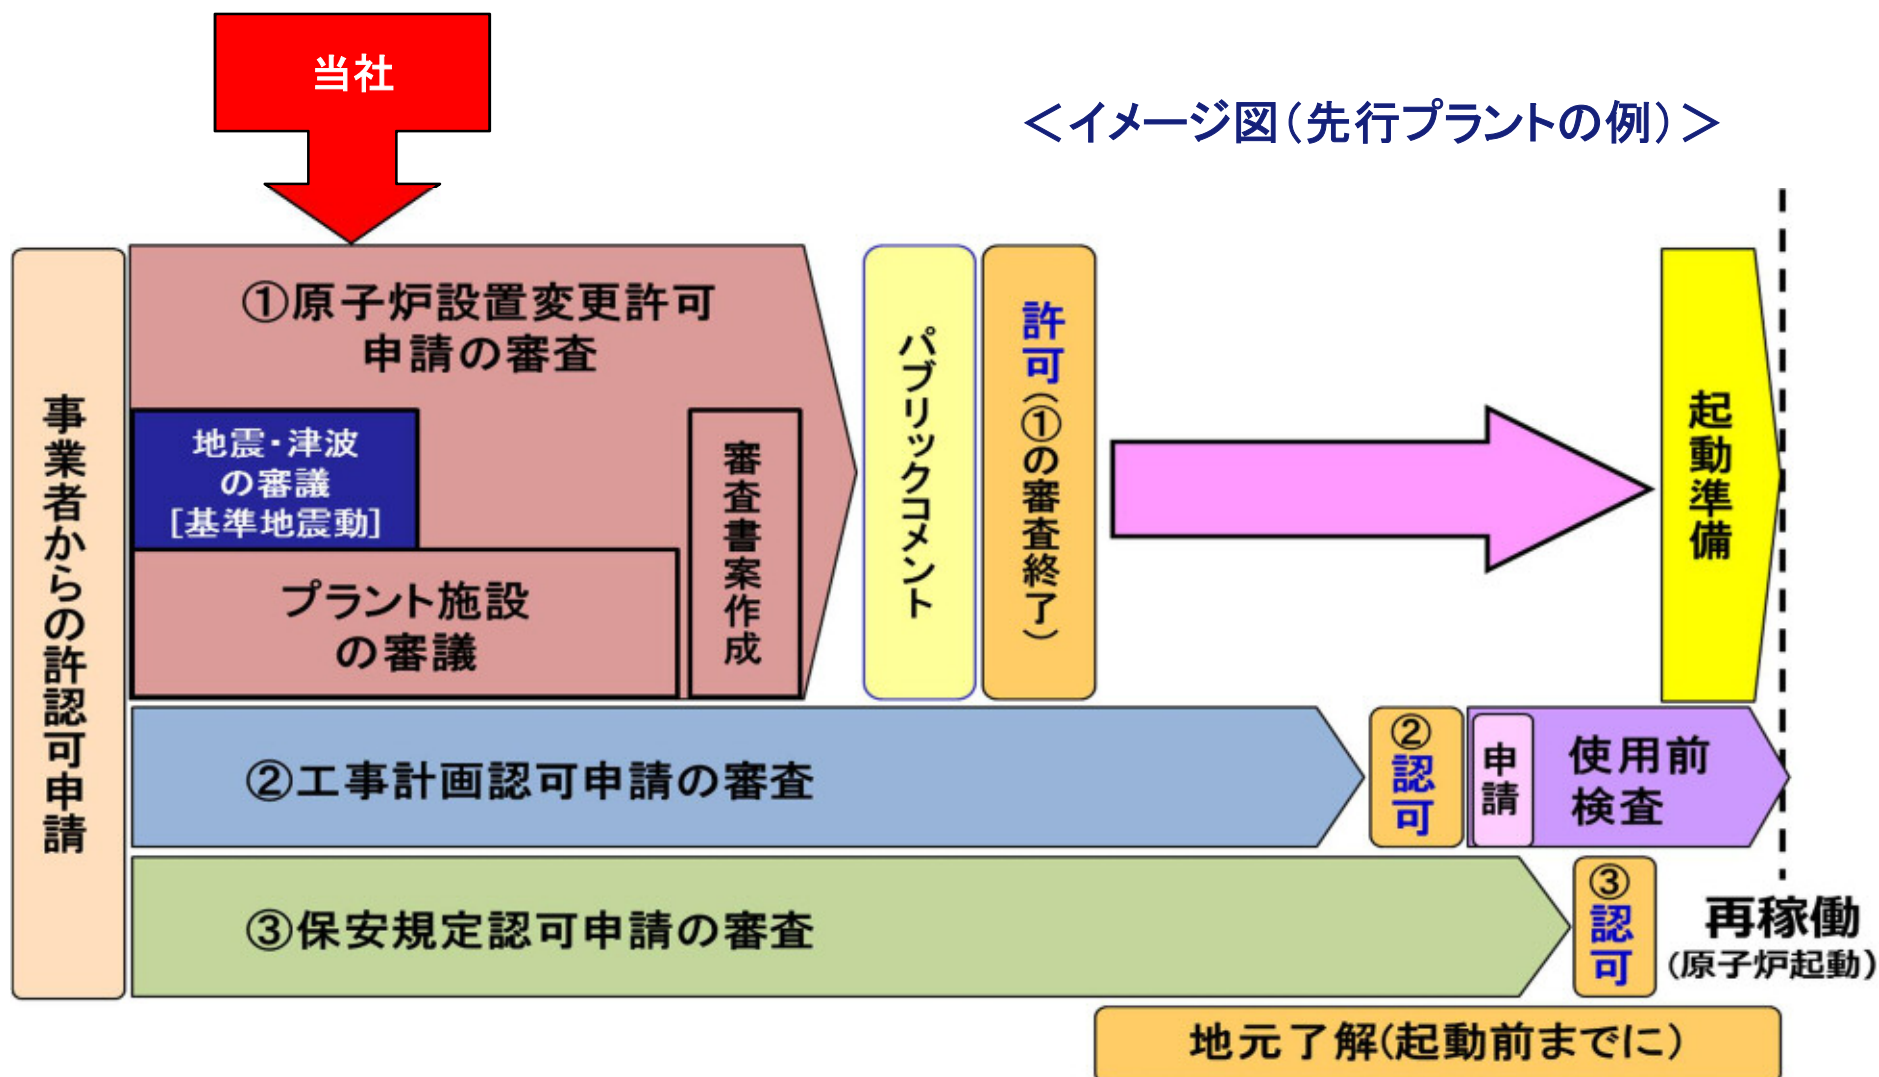 当社
＜イメージ図（先行プラントの例）＞
事業者からの許認可申請
①原子炉設置変更許可
申請の審査
地震・津波
の審議
[基準地震動]
プラント施設
の審議
審査書案作成
パブリックコメント
許可（①の審査終了）
起動準備
②工事計画認可申請の審査
②認可
申請
使用前
検査
③保安規定認可申請の審査
③認可
再稼働
(原子炉起動)
地元了解(起動前までに)